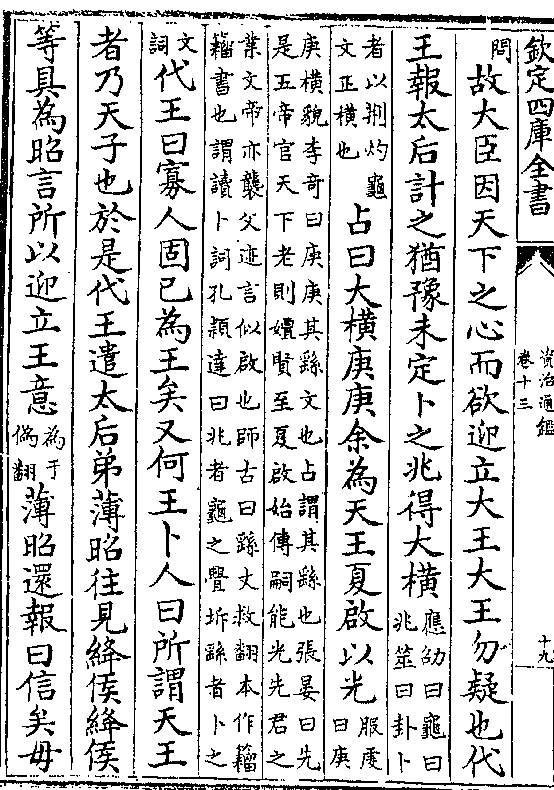 欽定四庫全書
資治通鑑
卷十三
十九
問
故大臣因天下之心而欲迎立大王大王勿疑也代
王報太后計之猶豫未定卜之兆得大横
應劭曰龜曰
兆筮曰卦卜
者以荆灼龜
文正横也
占曰大横庚庚余為天王夏啟以光
服䖍
曰庚
庚横貌李奇曰庚庚其繇文也占謂其繇也張晏曰先
是五帝官天下老則嬗賢至夏啟始傳嗣能光先君之
業文帝亦襲父迹言似啟也師古曰繇丈救翻本作籀
籀書也謂讀卜詞孔穎達曰兆者龜之舋坼繇者卜之
文
詞
代王曰寡人固已為王矣又何王卜人曰所謂天王
者乃天子也於是代王遣太后弟薄昭往見絳侯絳侯
等具為昭言所以迎立王意
為于
偽翻
薄昭還報曰信矣毋